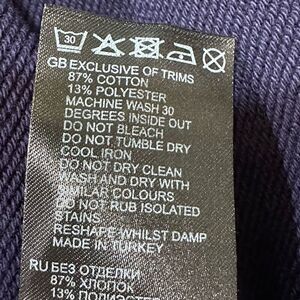 30
GB EXCLUSIVE OF TRIMS
87% COTTON
13% POLYESTER
MACHINE WASH 30
DEGREES INSIDE OUT
DO NOT BLEACH
DO NOT TUMBLE DRY
COOL IRON
DO NOT DRY CLEAN
WASH AND DRY WITH
SIMILAR COLOURS
DO NOT RUB ISOLATED
STAINS
RESHAPE WHILST DAMP
MADE IN TURKEY
RU БЕЗ ОТДЕЛКИ
87% ХЛОПОК
13% ПОЛИЭСТЕР